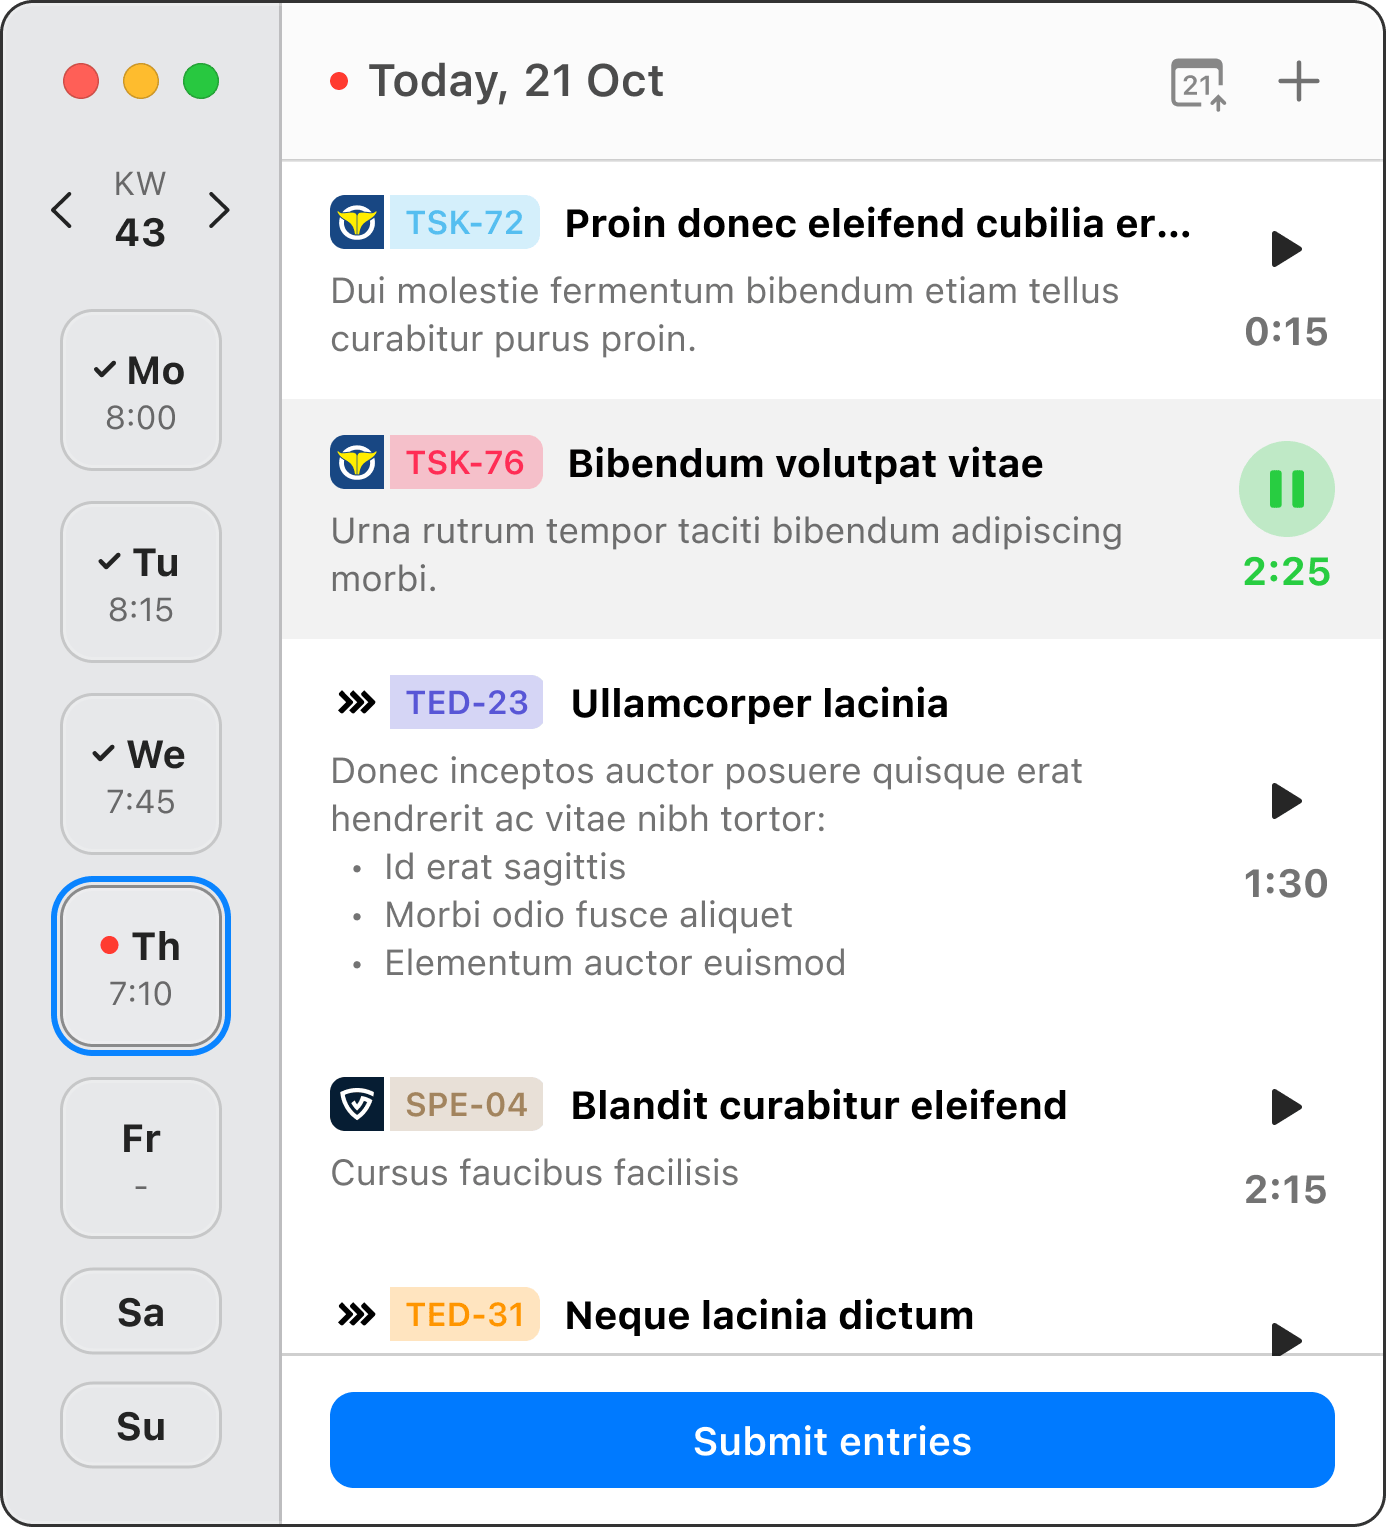 KW
43
Mo
8:00
Tu
8:15
We
7:45
Th
7:10
Fr
-
Sa
Su
Today, 21 Oct
21
TSK-72 Proin donec eleifend cubilia er...
Dui molestie fermentum bibendum etiam tellus
curabitur purus proin.
0:15
TSK-76 Bibendum volutpat vitae
Urna rutrum tempor taciti bibendum adipiscing
morbi.
2:25
TED-23 Ullamcorper lacinia
Donec inceptos auctor posuere quisque erat
hendrerit ac vitae nibh tortor:
• Id erat sagittis
• Morbi odio fusce aliquet
• Elementum auctor euismod
1:30
SPE-04 Blandit curabitur eleifend
Cursus faucibus facilisis
2:15
TED-31 Neque lacinia dictum
Submit entries